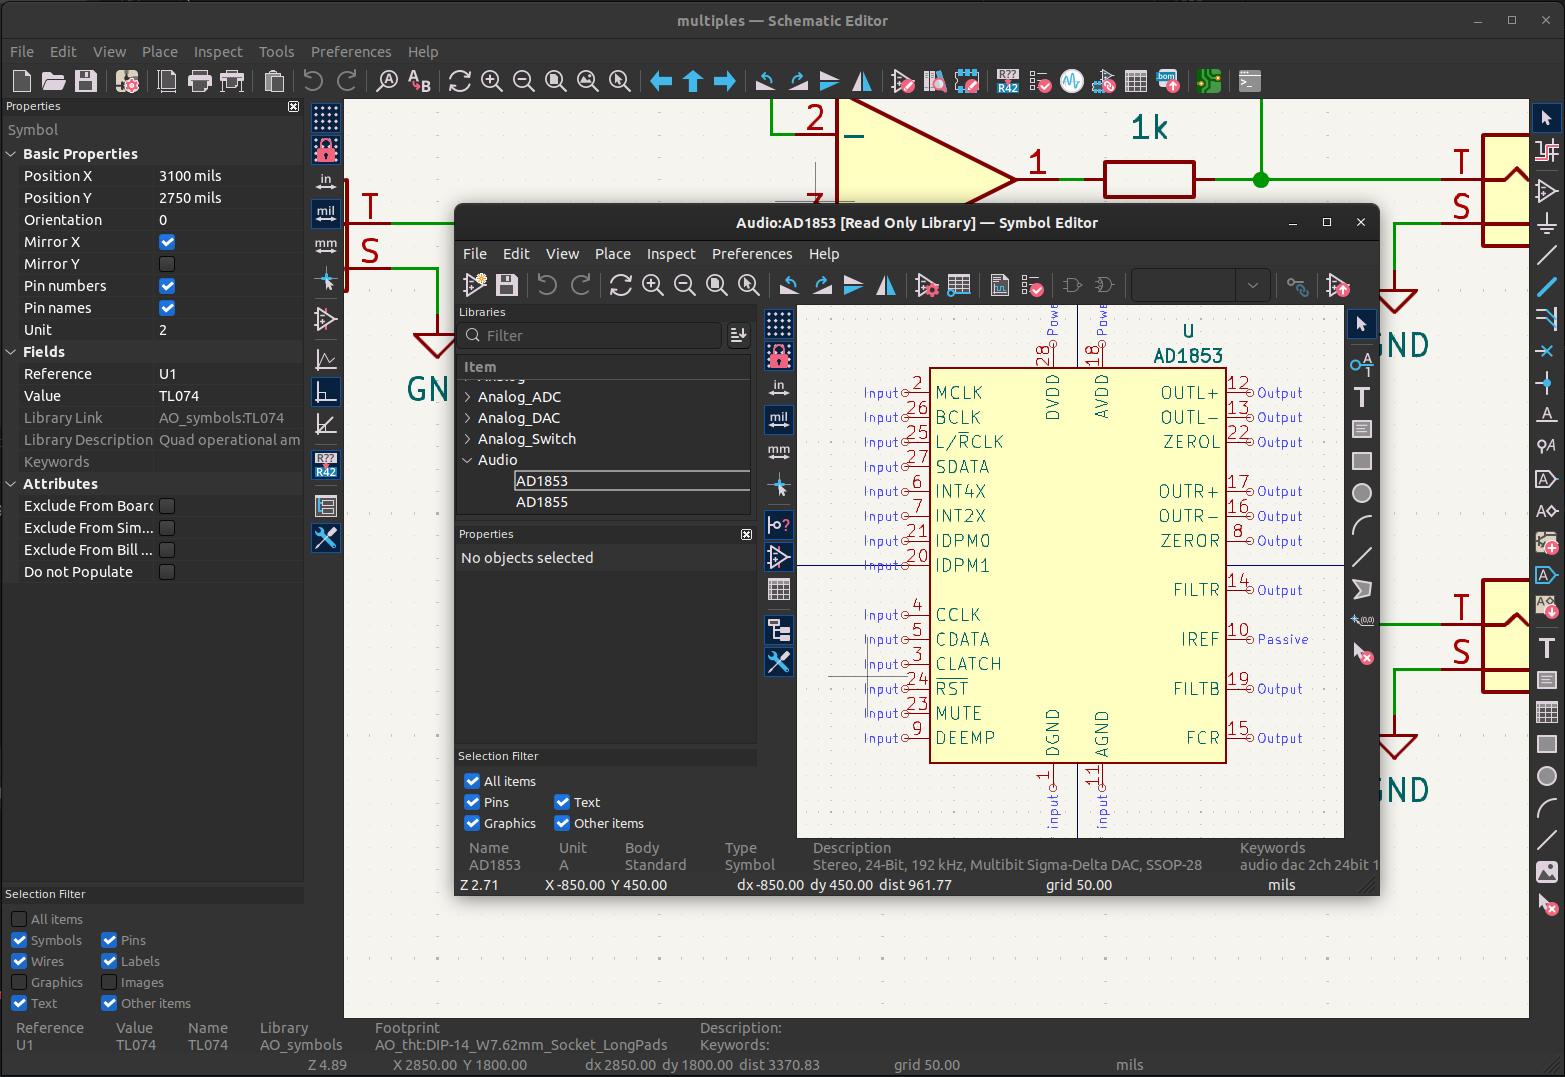 multiples — Schematic Editor
File Edit View Place Inspect Tools Preferences Help
Properties
Symbol
Basic Properties
Position X 3100 mils
Position Y 2750 mils
Orientation 0
Mirror X
Mirror Y
Pin numbers
Pin names
Unit 2
Fields
Reference U1
Value TL074
Library Link AO_symbols:TL074
Library Description Quad operational am
Keywords
Attributes
Exclude From Boarc
Exclude From Sim...
Exclude From Bill ...
Do not Populate
Selection Filter
All items
Symbols Pins
Wires Labels
Graphics Images
Text Other items
in
mil
mm
R??
R42
R??
R42
.bom
2
1
1k
T
S
GN
T
S
GND
T
S
GND
A
A
A
A
A
T
Audio:AD1853 [Read Only Library] — Symbol Editor
File Edit View Place Inspect Preferences Help
Libraries
Filter
Item
Analog_ADC
Analog_DAC
Analog_Switch
Audio
AD1853
AD1855
Properties
No objects selected
Selection Filter
All items
Pins Text
Graphics Other items
in
mil
mm
A
1
T
(0,0)
U
AD1853
28 DVDD
18 AVDD
Input 2 MCLK
Input 26 BCLK
Input 25 L/RCLK
Input 27 SDATA
Input 6 INT4X
Input 7 INT2X
Input 21 IDPM0
Input 20 IDPM1
Input 4 CCLK
Input 5 CDATA
Input 3 CLATCH
Input 24 RST
Input 23 MUTE
Input 9 DEEMP
OUTL+ 12 Output
OUTL- 13 Output
ZEROL 22 Output
OUTR+ 17 Output
OUTR- 16 Output
ZEROR 8 Output
FILTR 14 Output
IREF 10 Passive
FILTB 19 Output
FCR 15 Output
DGND 1 input
AGND 11 input
Name Unit Body Type Description Keywords
AD1853 A Standard Symbol Stereo, 24-Bit, 192 kHz, Multibit Sigma-Delta DAC, SSOP-28 audio dac 2ch 24bit 1
Z 2.71 X -850.00 Y 450.00 dx -850.00 dy 450.00 dist 961.77 grid 50.00 mils
Reference Value Name Library Footprint Description:
U1 TL074 TL074 AO_symbols AO_tht:DIP-14_W7.62mm_Socket_LongPads Keywords:
Z 4.89 X 2850.00 Y 1800.00 dx 2850.00 dy 1800.00 dist 3370.83 grid 50.00 mils